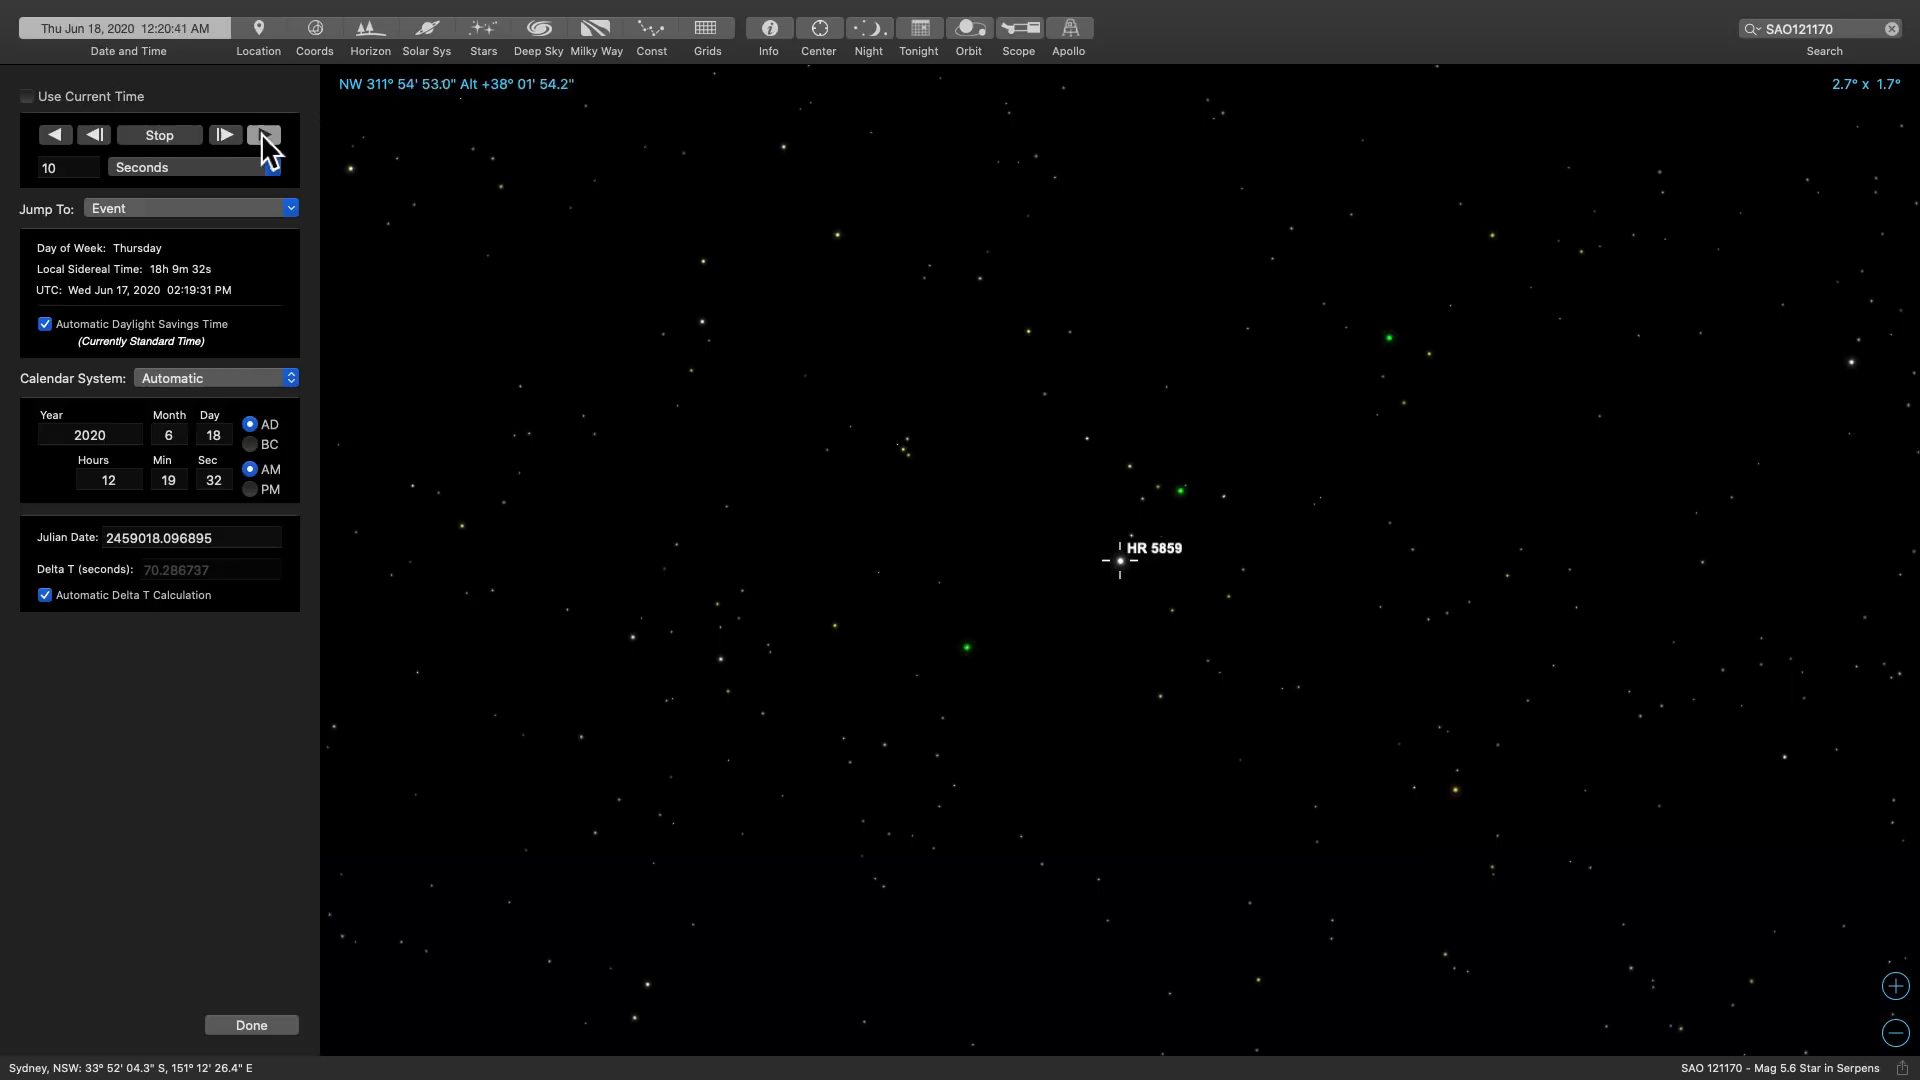 Thu Jun 18, 2020 12:20:41 AM
Date and Time
Location
Coords
Horizon
Solar Sys
Stars
Deep Sky
Milky Way
Const
Grids
Info
Center
Night
Tonight
Orbit
Scope
Apollo
SAO121170
Search
Use Current Time
Stop
10 Seconds
Jump To: Event
Day of Week: Thursday
Local Sidereal Time: 18h 9m 32s
UTC: Wed Jun 17, 2020 02:19:31 PM
Automatic Daylight Savings Time
(Currently Standard Time)
Calendar System: Automatic
Year Month Day
2020 6 18
AD
BC
Hours Min Sec
12 19 32
AM
PM
Julian Date: 2459018.096895
Delta T (seconds): 70.286737
Automatic Delta T Calculation
Done
NW 311° 54' 53.0" Alt +38° 01' 54.2"
2.7° x 1.7°
HR 5859
Sydney, NSW: 33° 52' 04.3" S, 151° 12' 26.4" E
SAO 121170 - Mag 5.6 Star in Serpens